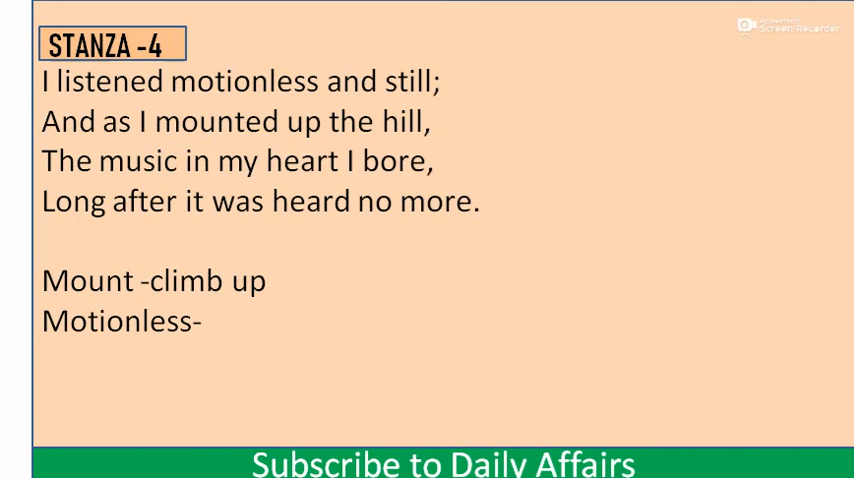 STANZA -4
Screen Recorder
I listened motionless and still;
And as I mounted up the hill,
The music in my heart I bore,
Long after it was heard no more.
Mount -climb up
Motionless-
Subscribe to Daily Affairs